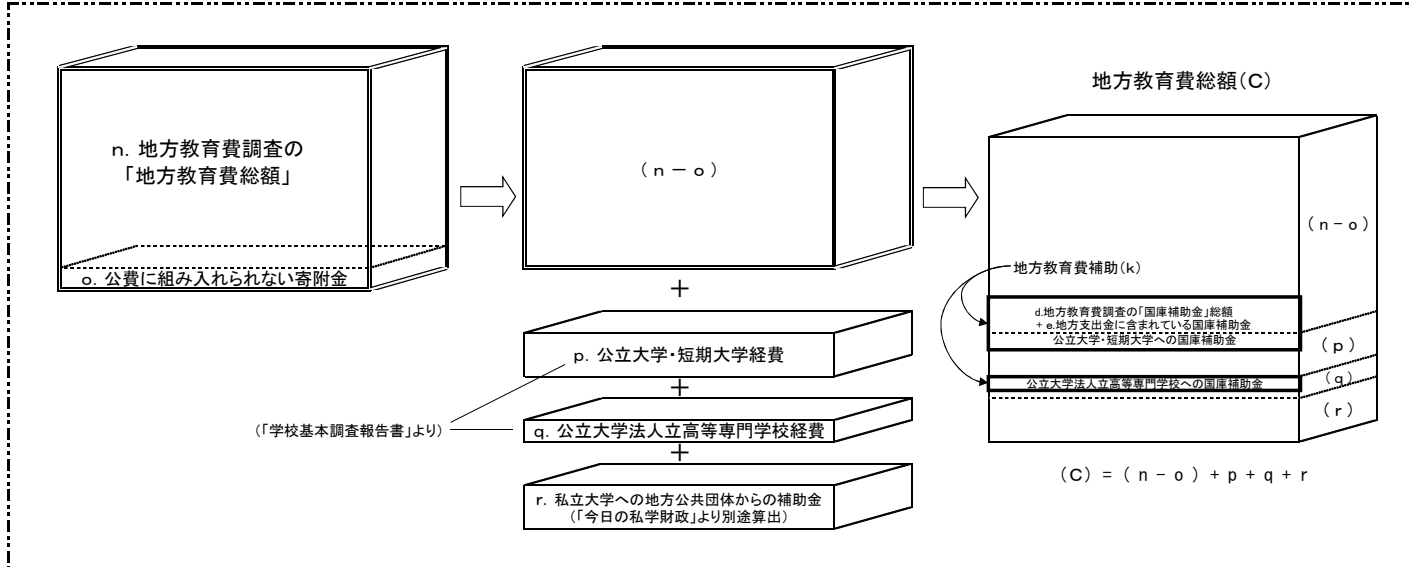 n. 地方教育費調査の
「地方教育費総額」
o. 公費に組み入れられない寄附金
(n－o)
＋
p. 公立大学・短期大学経費
＋
(「学校基本調査報告書」より)
q. 公立大学法人立高等専門学校経費
＋
r. 私立大学への地方公共団体からの補助金
(「今日の私学財政」より別途算出)
地方教育費総額(C)
(n－o)
地方教育費補助(k)
d.地方教育費調査の「国庫補助金」総額
+ e.地方支出金に含まれている国庫補助金
公立大学・短期大学への国庫補助金
(p)
公立大学法人立高等専門学校への国庫補助金
(q)
(r)
(C) = (n－o) + p + q + r